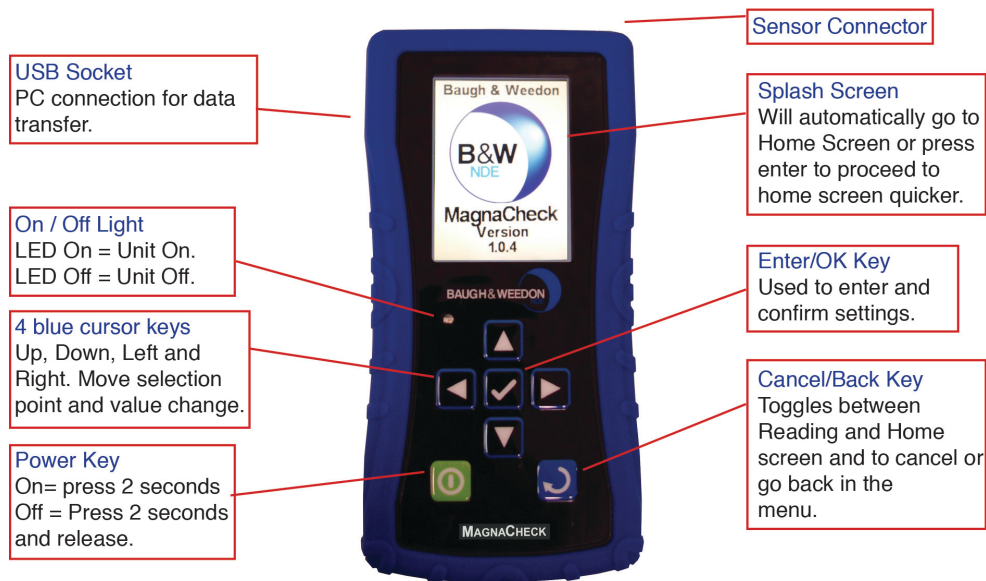 Sensor Connector
USB Socket
PC connection for data
transfer.
Splash Screen
Will automatically go to
Home Screen or press
enter to proceed to
home screen quicker.
Baugh & Weedon
B&W
NDE
MagnaCheck
Version
1.0.4
On / Off Light
LED On = Unit On.
LED Off = Unit Off.
Enter/OK Key
Used to enter and
confirm settings.
BAUGH & WEEDON
4 blue cursor keys
Up, Down, Left and
Right. Move selection
point and value change.
Cancel/Back Key
Toggles between
Reading and Home
screen and to cancel or
go back in the
menu.
Power Key
On= press 2 seconds
Off = Press 2 seconds
and release.
MAGNACHECK